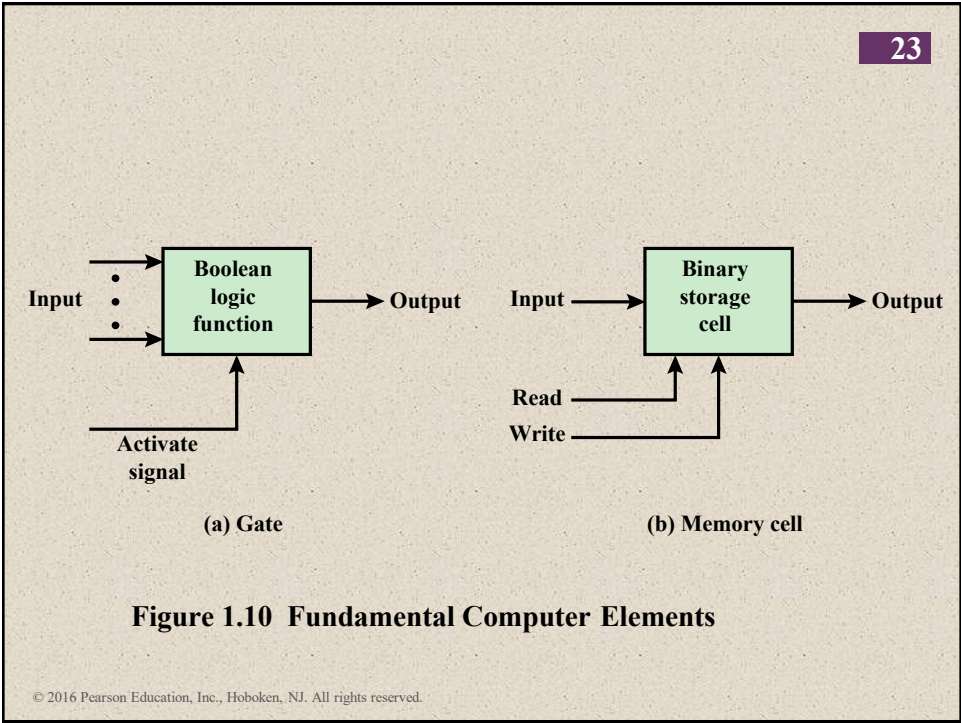 23
Boolean
logic
function
Input
Output
Activate
signal
(a) Gate
Binary
storage
cell
Input
Output
Read
Write
(b) Memory cell
Figure 1.10 Fundamental Computer Elements
© 2016 Pearson Education, Inc., Hoboken, NJ. All rights reserved.